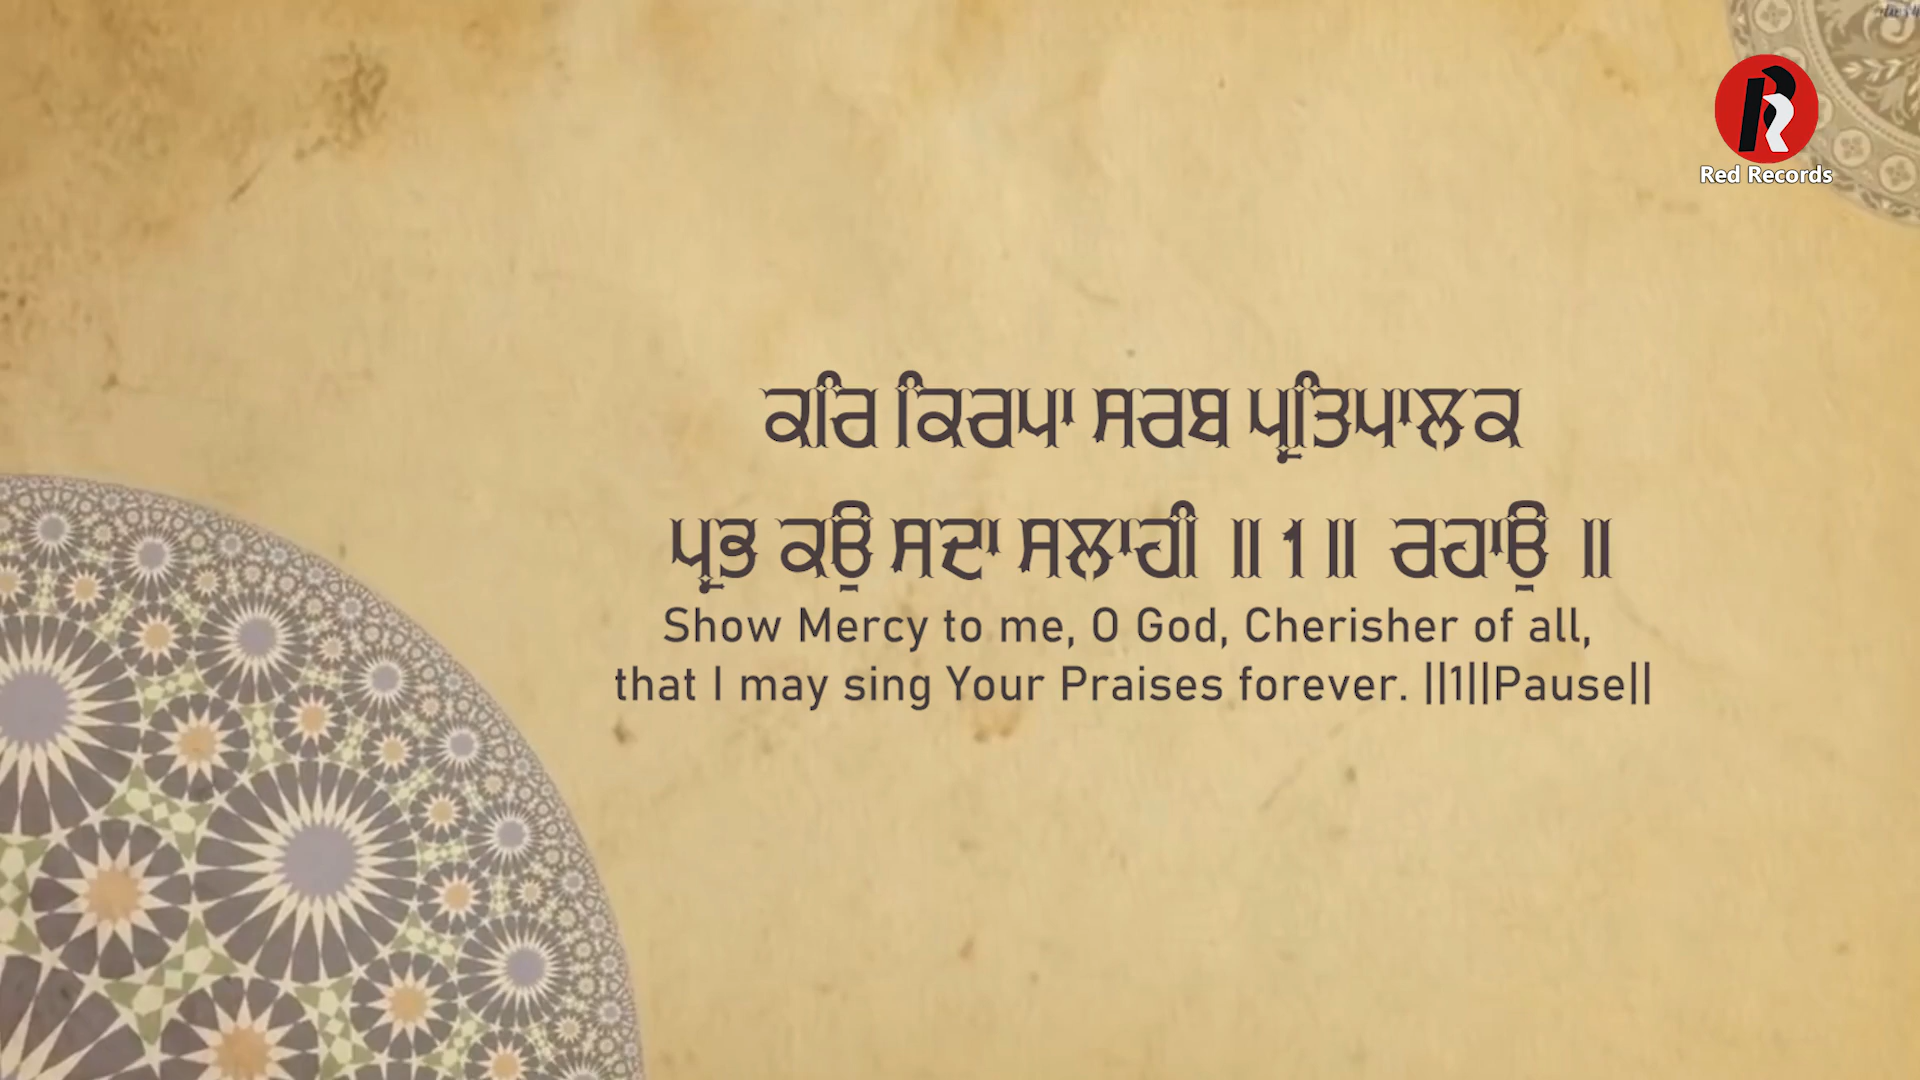 Red Records
ਕਰਿ ਕਿਰਪਾ ਸਰਬ ਪ੍ਰਤਿਪਾਲਕ
ਪ੍ਰਭ ਕਉ ਸਦਾ ਸਲਾਹੀ ॥ 1 ॥ ਰਹਾਉ ॥
Show Mercy to me, O God, Cherisher of all,
that I may sing Your Praises forever. ||1||Pause||